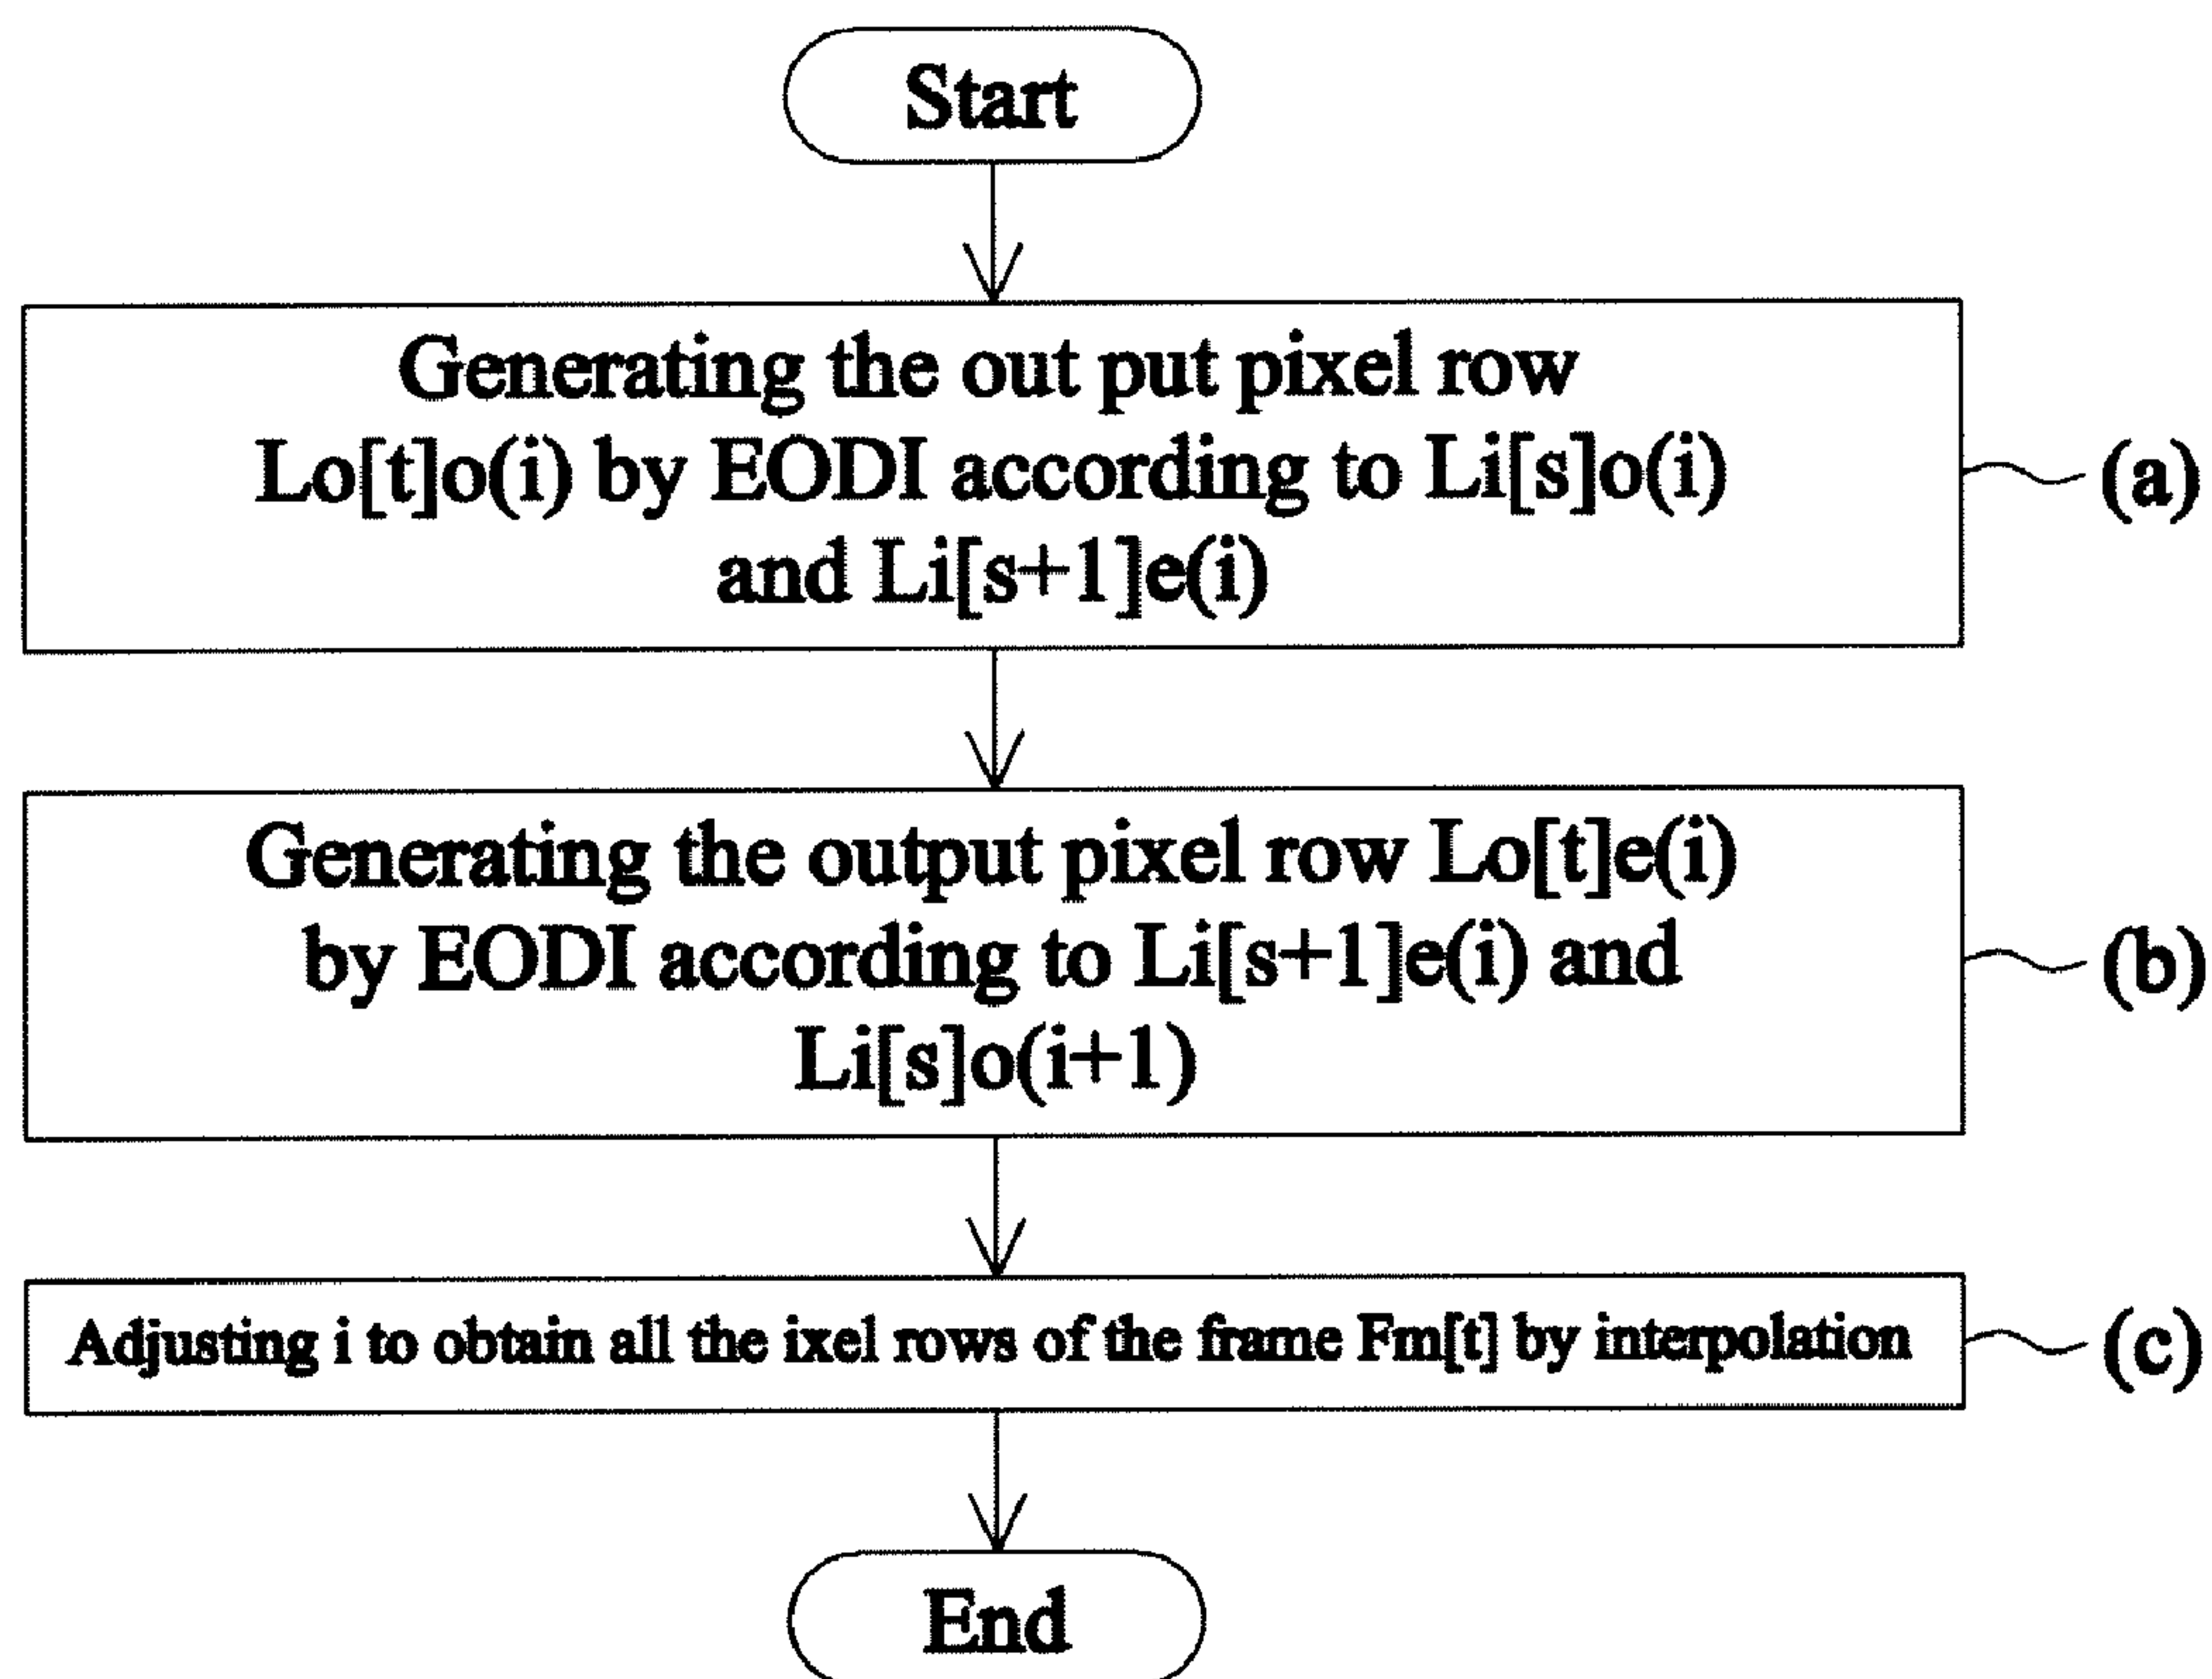 Start
Generating the out put pixel row
Lo[t]o(i) by EODI according to Li[s]o(i)
and Li[s+1]e(i)
(a)
Generating the output pixel row Lo[t]e(i)
by EODI according to Li[s+1]e(i) and
Li[s]o(i+1)
(b)
Adjusting i to obtain all the ixel rows of the frame Fm[t] by interpolation
(c)
End